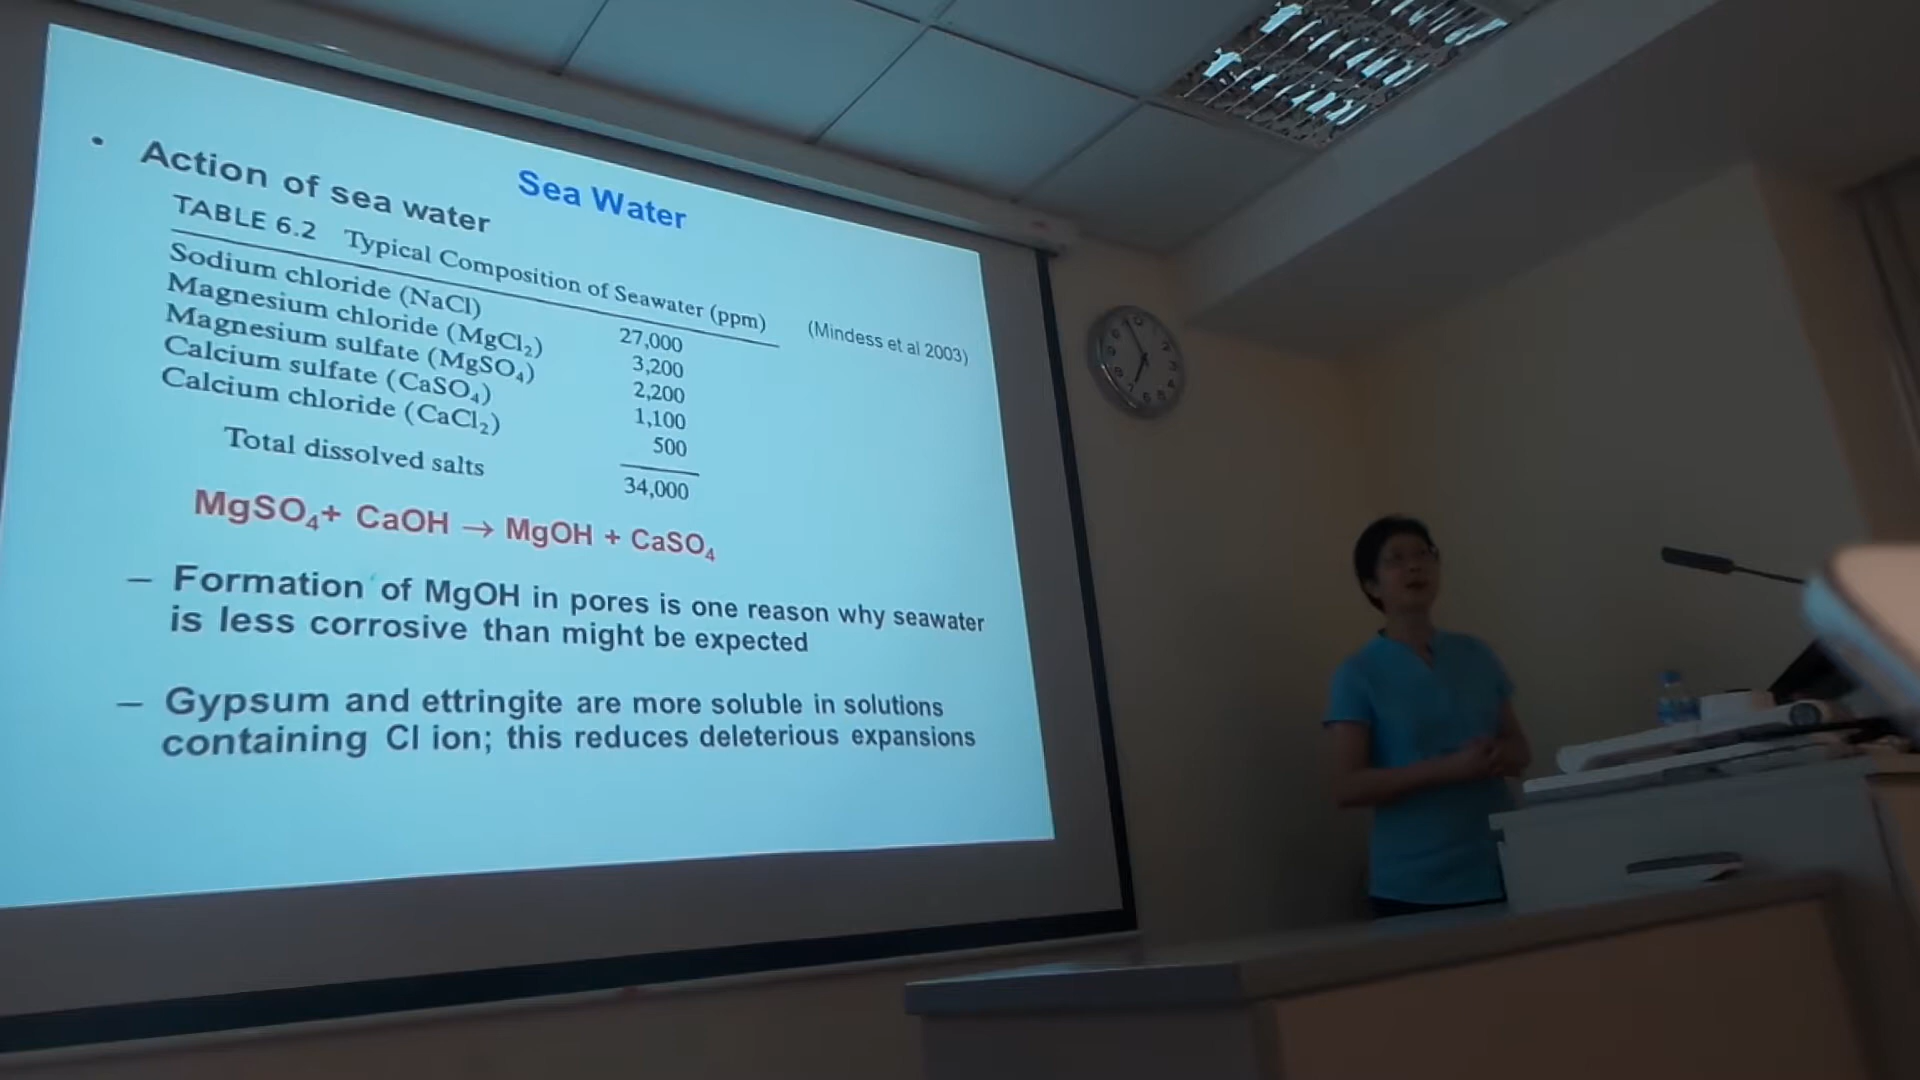 Sea Water
• Action of sea water
TABLE 6.2 Typical Composition of Seawater (ppm)
(Mindess et al 2003)
Sodium chloride (NaCl) 27,000
Magnesium chloride (MgCl₂) 3,200
Magnesium sulfate (MgSO₄) 2,200
Calcium sulfate (CaSO₄) 1,100
Calcium chloride (CaCl₂) 500
Total dissolved salts 34,000
MgSO₄+ CaOH → MgOH + CaSO₄
– Formation of MgOH in pores is one reason why seawater
is less corrosive than might be expected
– Gypsum and ettringite are more soluble in solutions
containing Cl ion; this reduces deleterious expansions